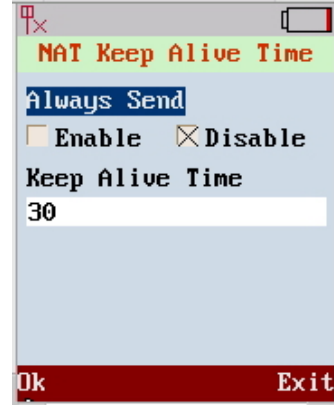 NAT Keep Alive Time
Always Send
Enable Disable
Keep Alive Time
30
Ok Exit